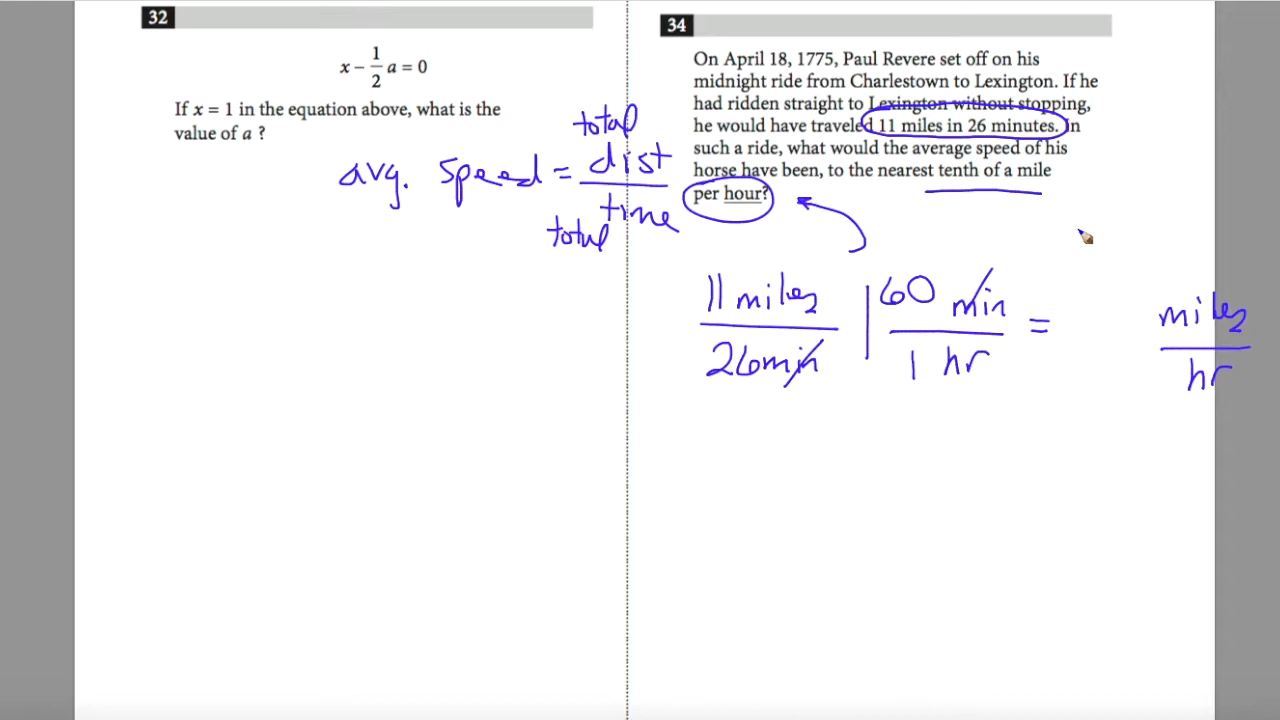 32
x − 1/2 a = 0
If x = 1 in the equation above, what is the
value of a ?
avg. speed = total dist / total time
34
On April 18, 1775, Paul Revere set off on his
midnight ride from Charlestown to Lexington. If he
had ridden straight to Lexington without stopping,
he would have traveled 11 miles in 26 minutes. In
such a ride, what would the average speed of his
horse have been, to the nearest tenth of a mile
per hour?
11 miles / 26 min | 60 min / 1 hr = miles / hr